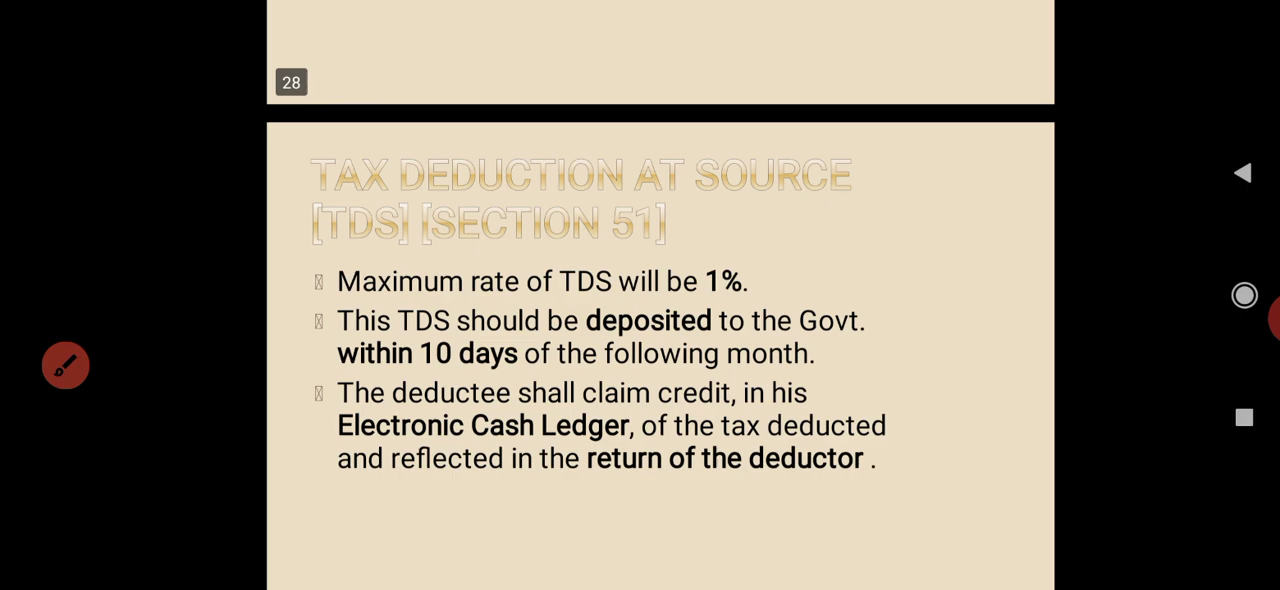 28
TAX DEDUCTION AT SOURCE
[TDS] [SECTION 51]
Maximum rate of TDS will be 1%.
This TDS should be deposited to the Govt.
within 10 days of the following month.
The deductee shall claim credit, in his
Electronic Cash Ledger, of the tax deducted
and reflected in the return of the deductor .